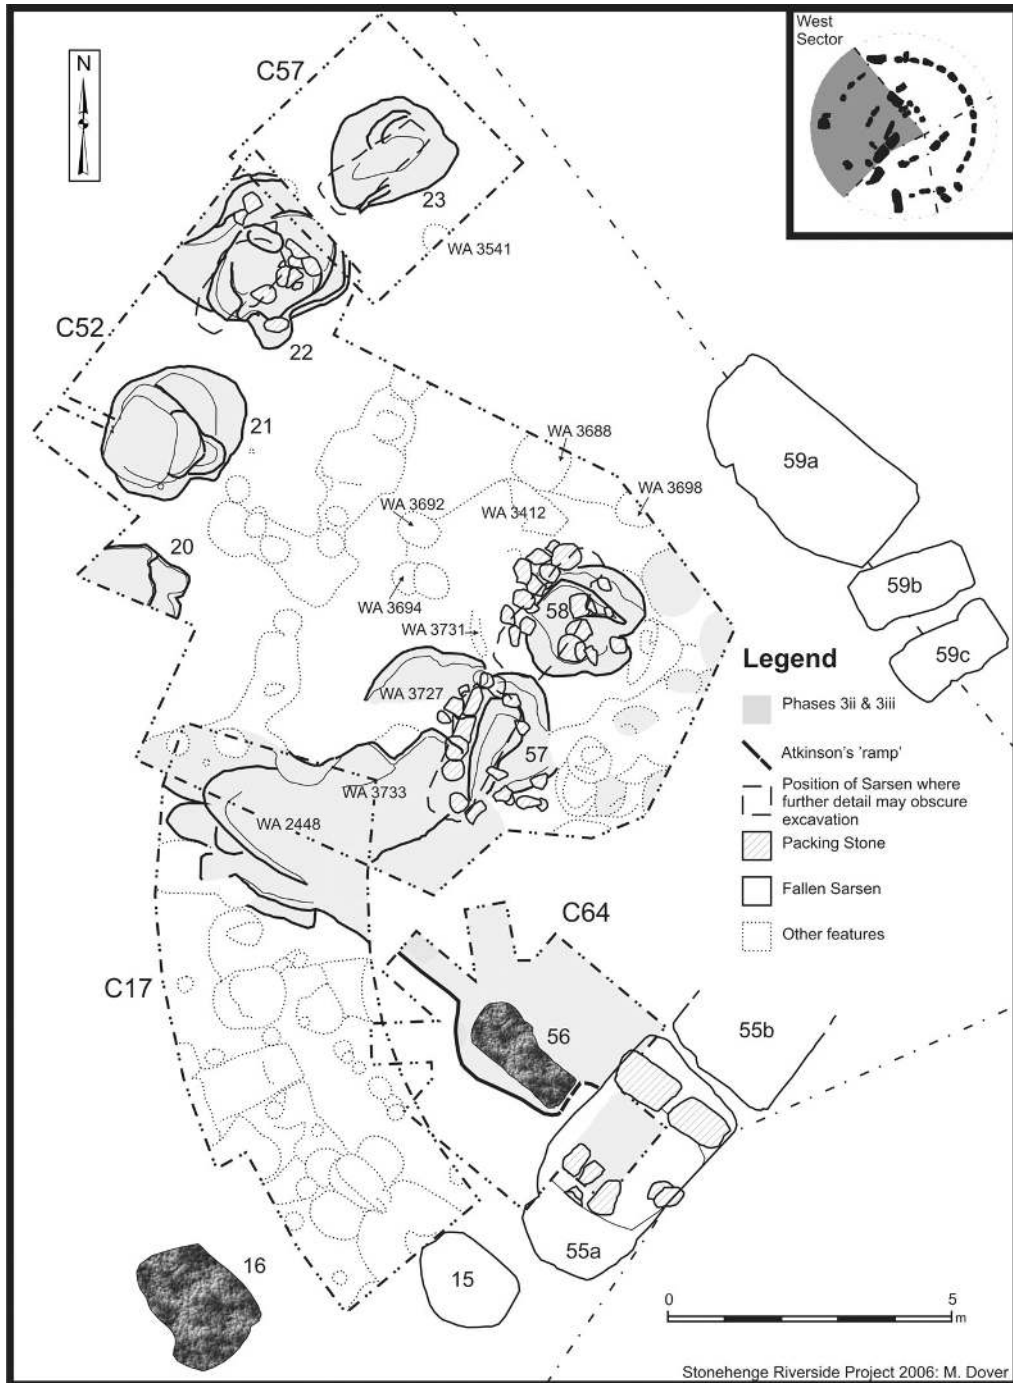 West
Sector
N
C57
23
WA 3541
C52
22
21
WA 3688
59a
WA 3692
WA 3412
WA 3698
20
WA 3694
58
59b
WA 3731
59c
Legend
WA 3727
Phases 3ii & 3iii
57
Atkinson's 'ramp'
WA 3733
Position of Sarsen where
further detail may obscure
excavation
WA 2448
Packing Stone
Fallen Sarsen
C64
Other features
C17
56
55b
55a
16
15
0
5
m
Stonehenge Riverside Project 2006: M. Dover